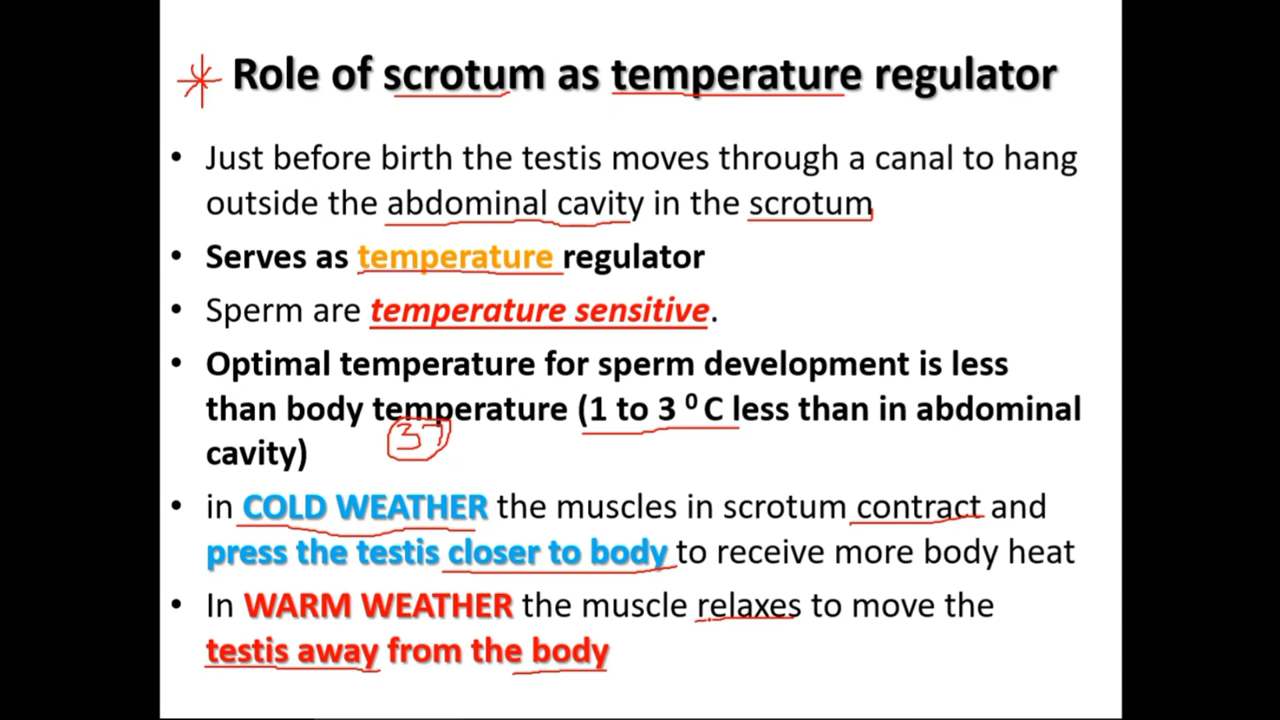 * Role of scrotum as temperature regulator
• Just before birth the testis moves through a canal to hang
outside the abdominal cavity in the scrotum
• Serves as temperature regulator
• Sperm are temperature sensitive.
• Optimal temperature for sperm development is less
than body temperature (1 to 3 ⁰ C less than in abdominal
37
cavity)
• in COLD WEATHER the muscles in scrotum contract and
press the testis closer to body to receive more body heat
• In WARM WEATHER the muscle relaxes to move the
testis away from the body